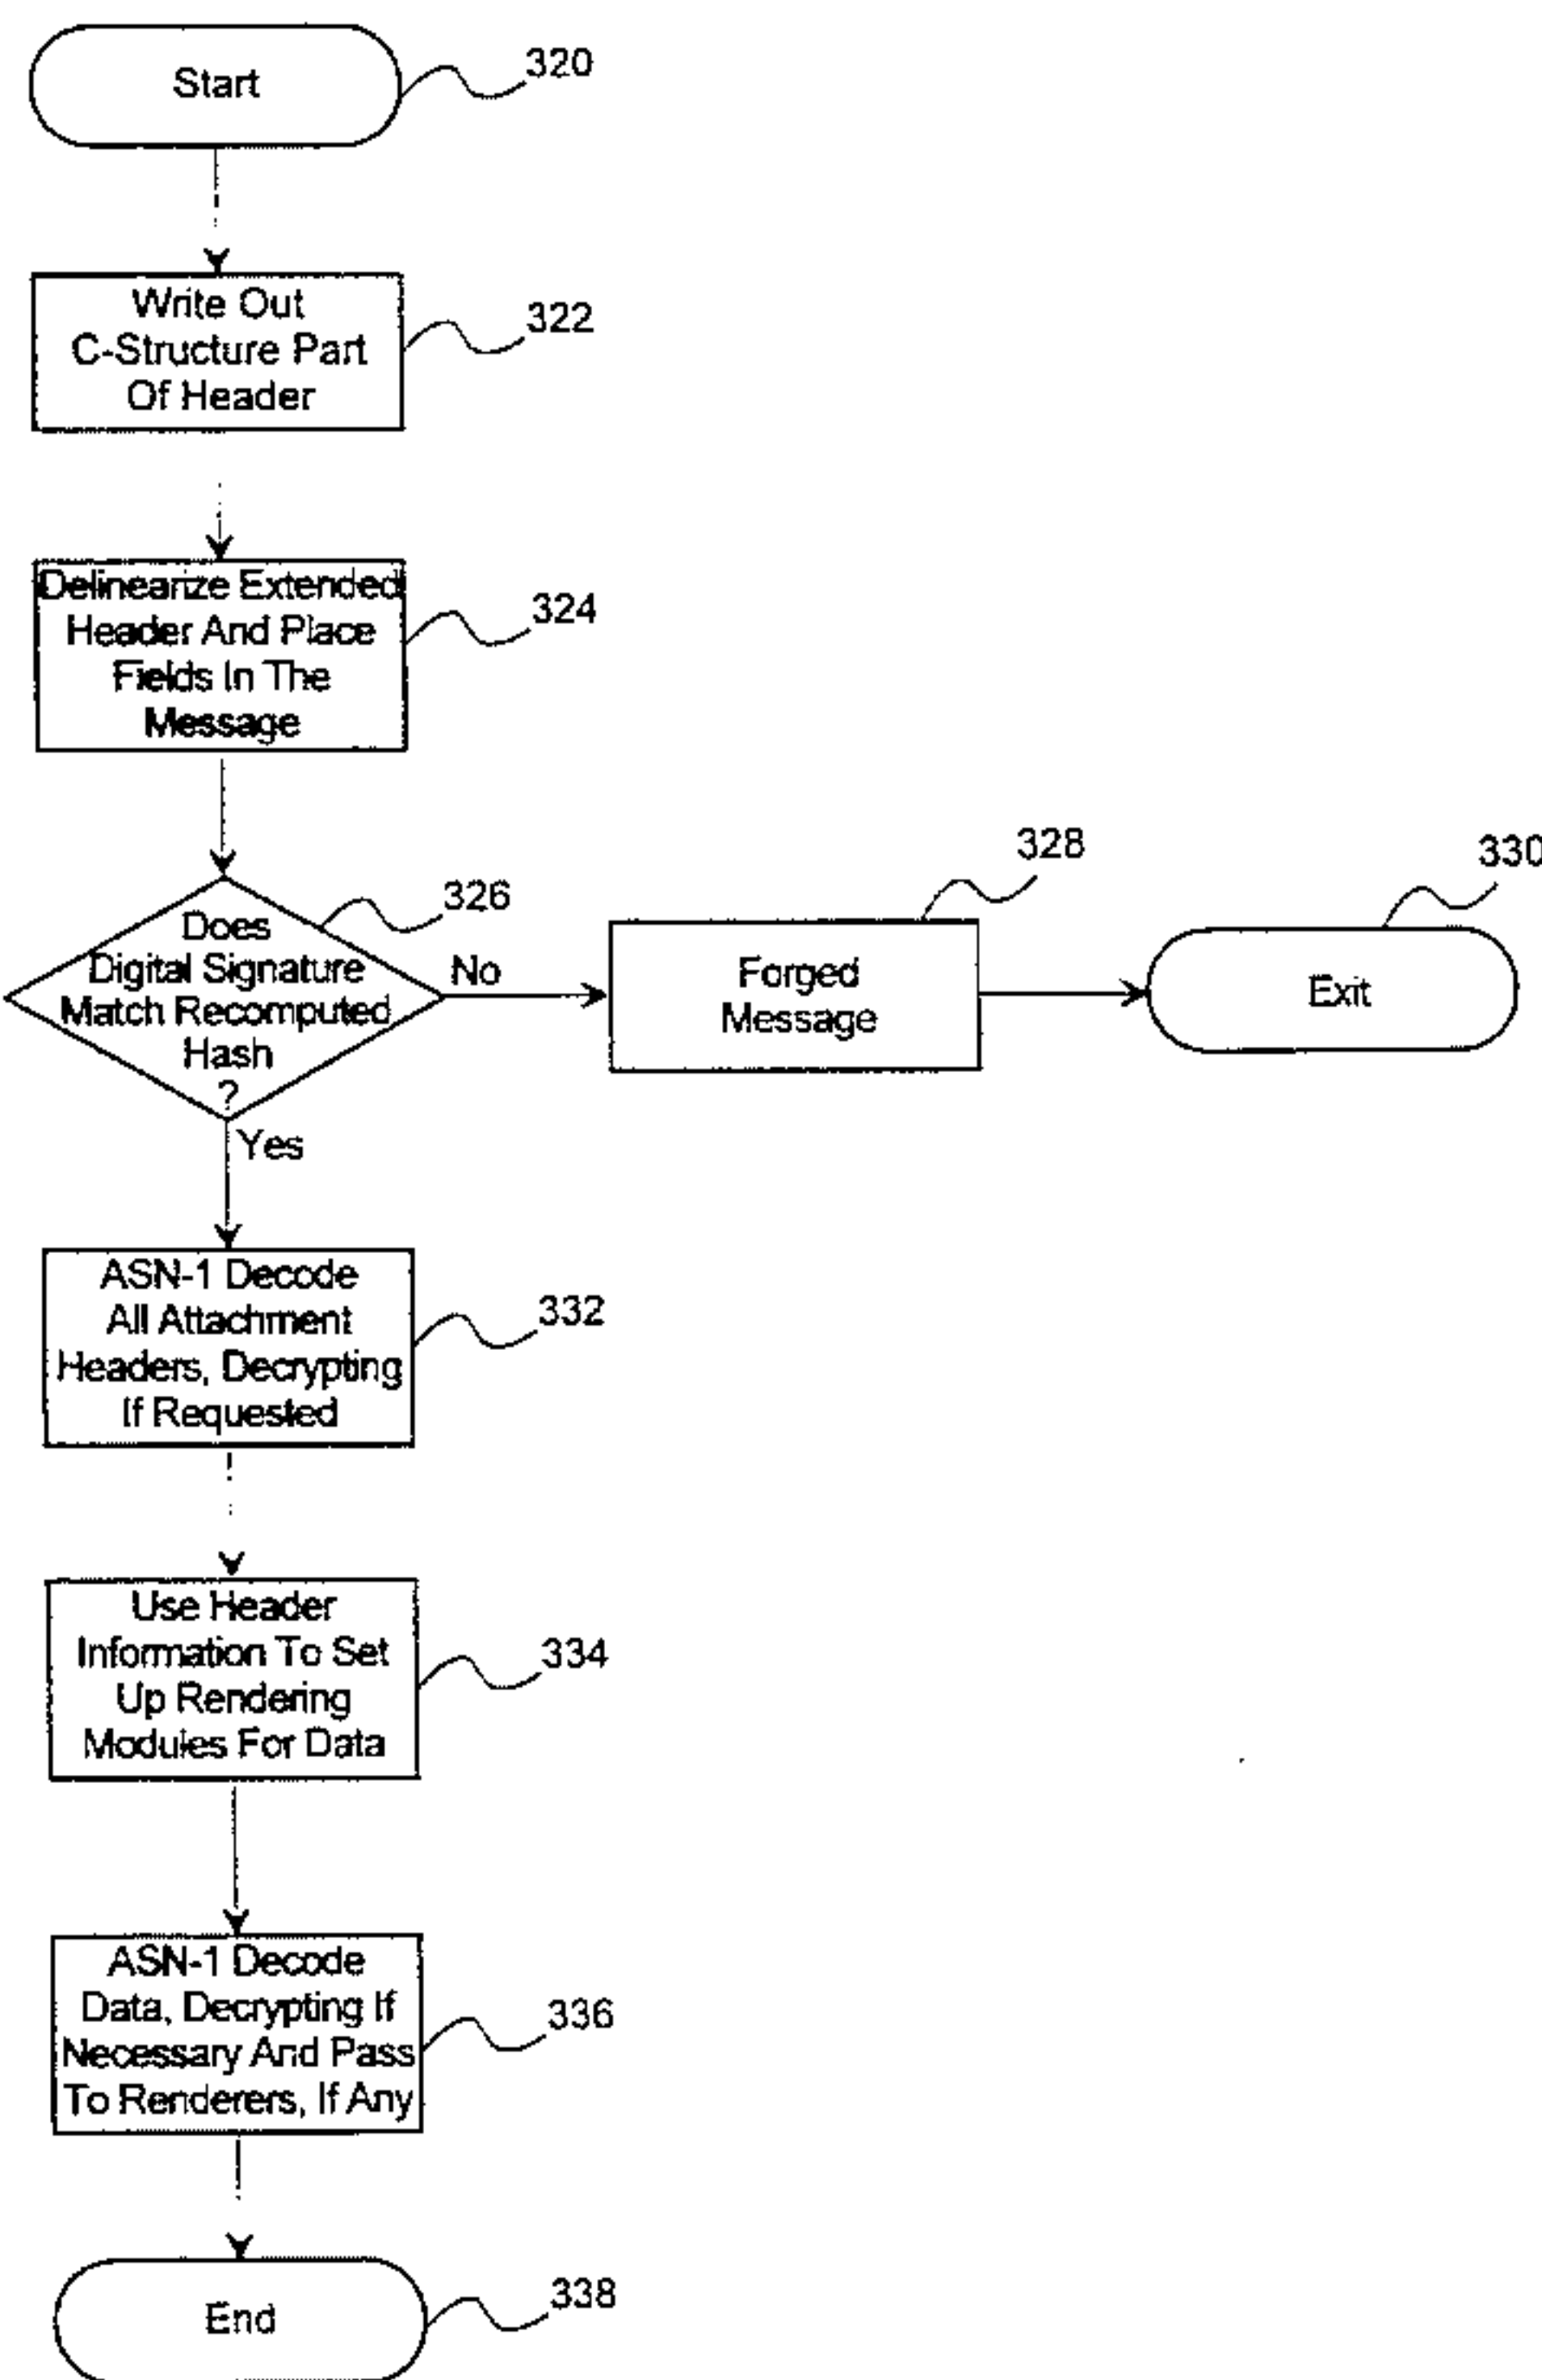 Start
320
Write Out
C-Structure Part
Of Header
322
Delinearize Extended
Header And Place
Fields In The
Message
324
Does
Digital Signature
Match Recomputed
Hash
?
326
No
Forged
Message
328
Exit
330
Yes
ASN-1 Decode
All Attachment
Headers, Decrypting
If Requested
332
Use Header
Information To Set
Up Rendering
Modules For Data
334
ASN-1 Decode
Data, Decrypting If
Necessary And Pass
To Renderers, If Any
336
End
338